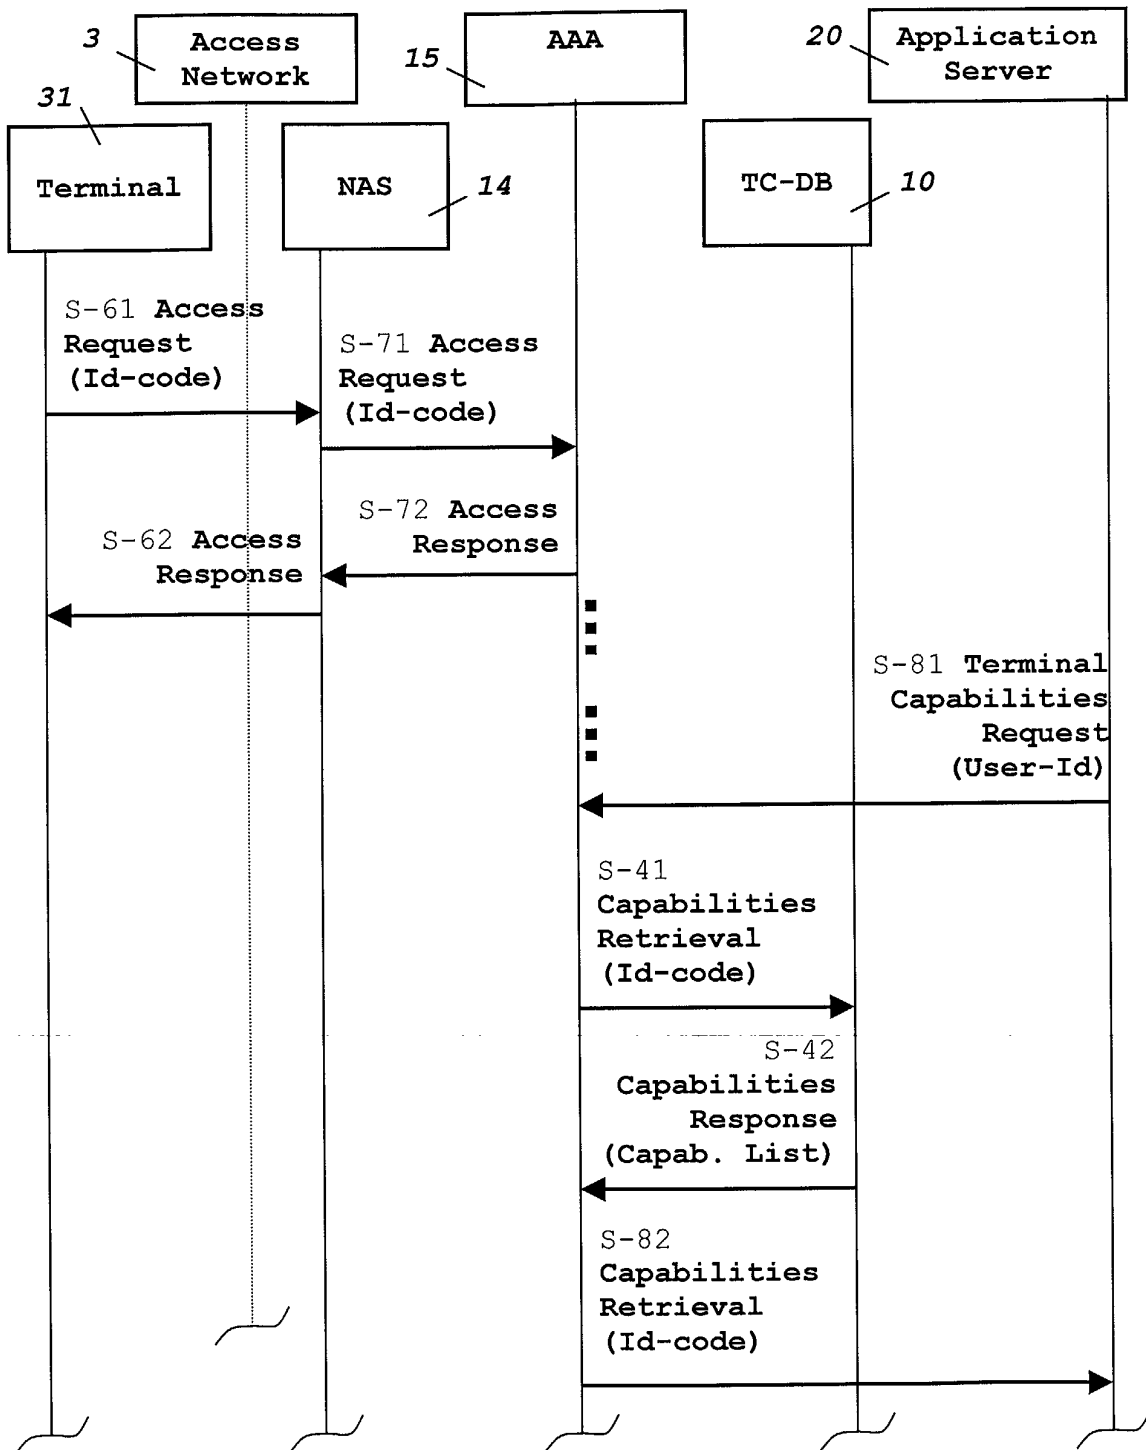 3
Access
Network
15
AAA
20
Application
Server
31
Terminal
NAS
14
TC-DB
10
S-61 Access
Request
(Id-code)
S-71 Access
Request
(Id-code)
S-72 Access
Response
S-62 Access
Response
S-81 Terminal
Capabilities
Request
(User-Id)
S-41
Capabilities
Retrieval
(Id-code)
S-42
Capabilities
Response
(Capab. List)
S-82
Capabilities
Retrieval
(Id-code)